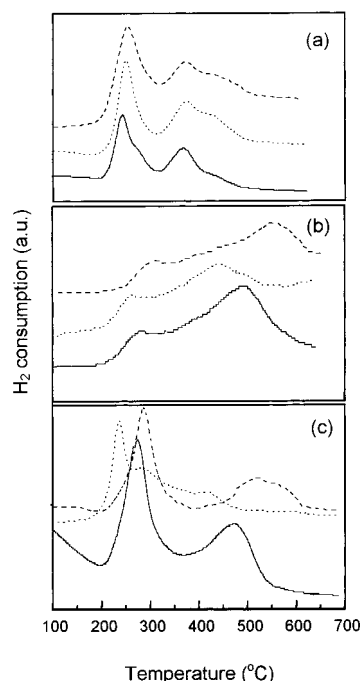 (a)
(b)
(c)
H₂ consumption (a.u.)
100 200 300 400 500 600 700
Temperature (°C)